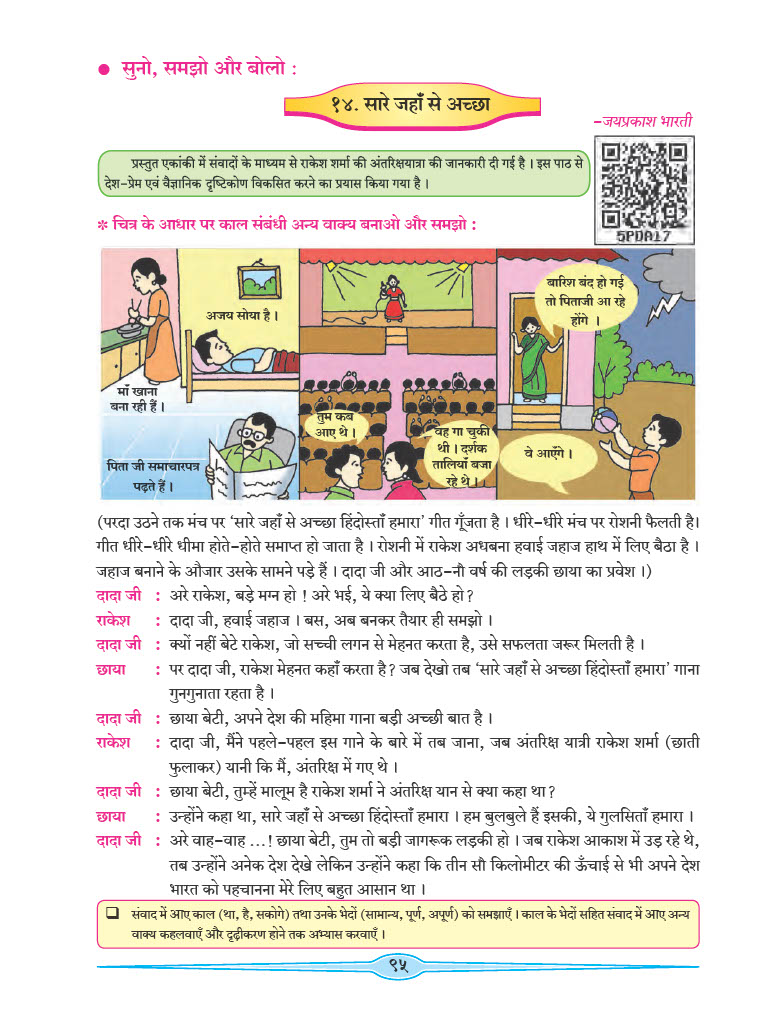 ● सुनो, समझो और बोलो :
१४. सारे जहाँ से अच्छा
–जयप्रकाश भारती
प्रस्तुत एकांकी में संवादों के माध्यम से राकेश शर्मा की अंतरिक्षयात्रा की जानकारी दी गई है । इस पाठ से
देश–प्रेम एवं वैज्ञानिक दृष्टिकोण विकसित करने का प्रयास किया गया है ।
5PDA17
* चित्र के आधार पर काल संबंधी अन्य वाक्य बनाओ और समझो :
अजय सोया है ।
माँ खाना
बना रही हैं ।
पिता जी समाचारपत्र
पढ़ते हैं ।
तुम कब
आए थे ।
वह गा चुकी
थी । दर्शक
तालियाँ बजा
रहे थे ।
बारिश बंद हो गई
तो पिताजी आ रहे
होंगे ।
वे आएँगे ।
(परदा उठने तक मंच पर ‘सारे जहाँ से अच्छा हिंदोस्ताँ हमारा’ गीत गूँजता है । धीरे–धीरे मंच पर रोशनी फैलती है।
गीत धीरे–धीरे धीमा होते–होते समाप्त हो जाता है । रोशनी में राकेश अधबना हवाई जहाज हाथ में लिए बैठा है ।
जहाज बनाने के औजार उसके सामने पड़े हैं । दादा जी और आठ–नौ वर्ष की लड़की छाया का प्रवेश ।)
दादा जी : अरे राकेश, बड़े मग्न हो ! अरे भई, ये क्या लिए बैठे हो?
राकेश : दादा जी, हवाई जहाज । बस, अब बनकर तैयार ही समझो ।
दादा जी : क्यों नहीं बेटे राकेश, जो सच्ची लगन से मेहनत करता है, उसे सफलता जरूर मिलती है ।
छाया : पर दादा जी, राकेश मेहनत कहाँ करता है? जब देखो तब ‘सारे जहाँ से अच्छा हिंदोस्ताँ हमारा’ गाना
गुनगुनाता रहता है ।
दादा जी : छाया बेटी, अपने देश की महिमा गाना बड़ी अच्छी बात है ।
राकेश : दादा जी, मैंने पहले–पहल इस गाने के बारे में तब जाना, जब अंतरिक्ष यात्री राकेश शर्मा (छाती
फुलाकर) यानी कि मैं, अंतरिक्ष में गए थे ।
दादा जी : छाया बेटी, तुम्हें मालूम है राकेश शर्मा ने अंतरिक्ष यान से क्या कहा था?
छाया : उन्होंने कहा था, सारे जहाँ से अच्छा हिंदोस्ताँ हमारा । हम बुलबुले हैं इसकी, ये गुलसिताँ हमारा ।
दादा जी : अरे वाह–वाह ...! छाया बेटी, तुम तो बड़ी जागरूक लड़की हो । जब राकेश आकाश में उड़ रहे थे,
तब उन्होंने अनेक देश देखे लेकिन उन्होंने कहा कि तीन सौ किलोमीटर की ऊँचाई से भी अपने देश
भारत को पहचानना मेरे लिए बहुत आसान था ।
❑ संवाद में आए काल (था, है, सकोगे) तथा उनके भेदों (सामान्य, पूर्ण, अपूर्ण) को समझाएँ । काल के भेदों सहित संवाद में आए अन्य
वाक्य कहलवाएँ और दृढ़ीकरण होने तक अभ्यास करवाएँ ।
९५